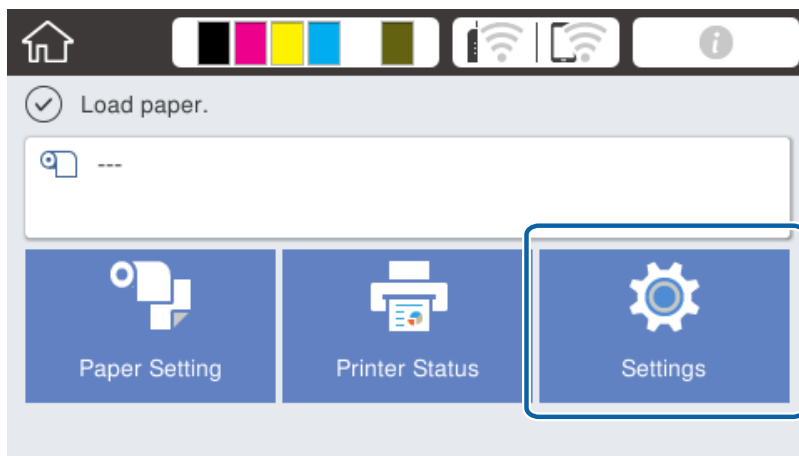 i
Load paper.
---
Paper Setting
Printer Status
Settings